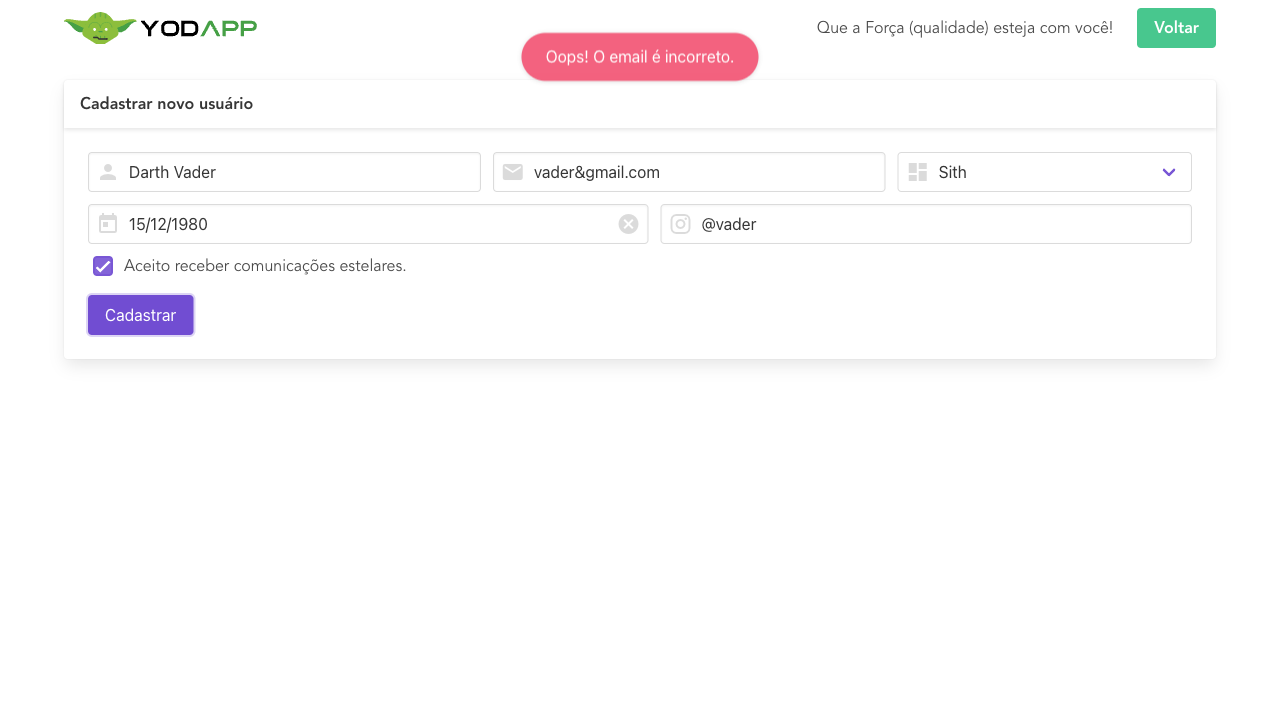 YODAPP
Que a Força (qualidade) esteja com você!
Voltar
Oops! O email é incorreto.
Cadastrar novo usuário
Darth Vader
vader&gmail.com
Sith
15/12/1980
@vader
Aceito receber comunicações estelares.
Cadastrar